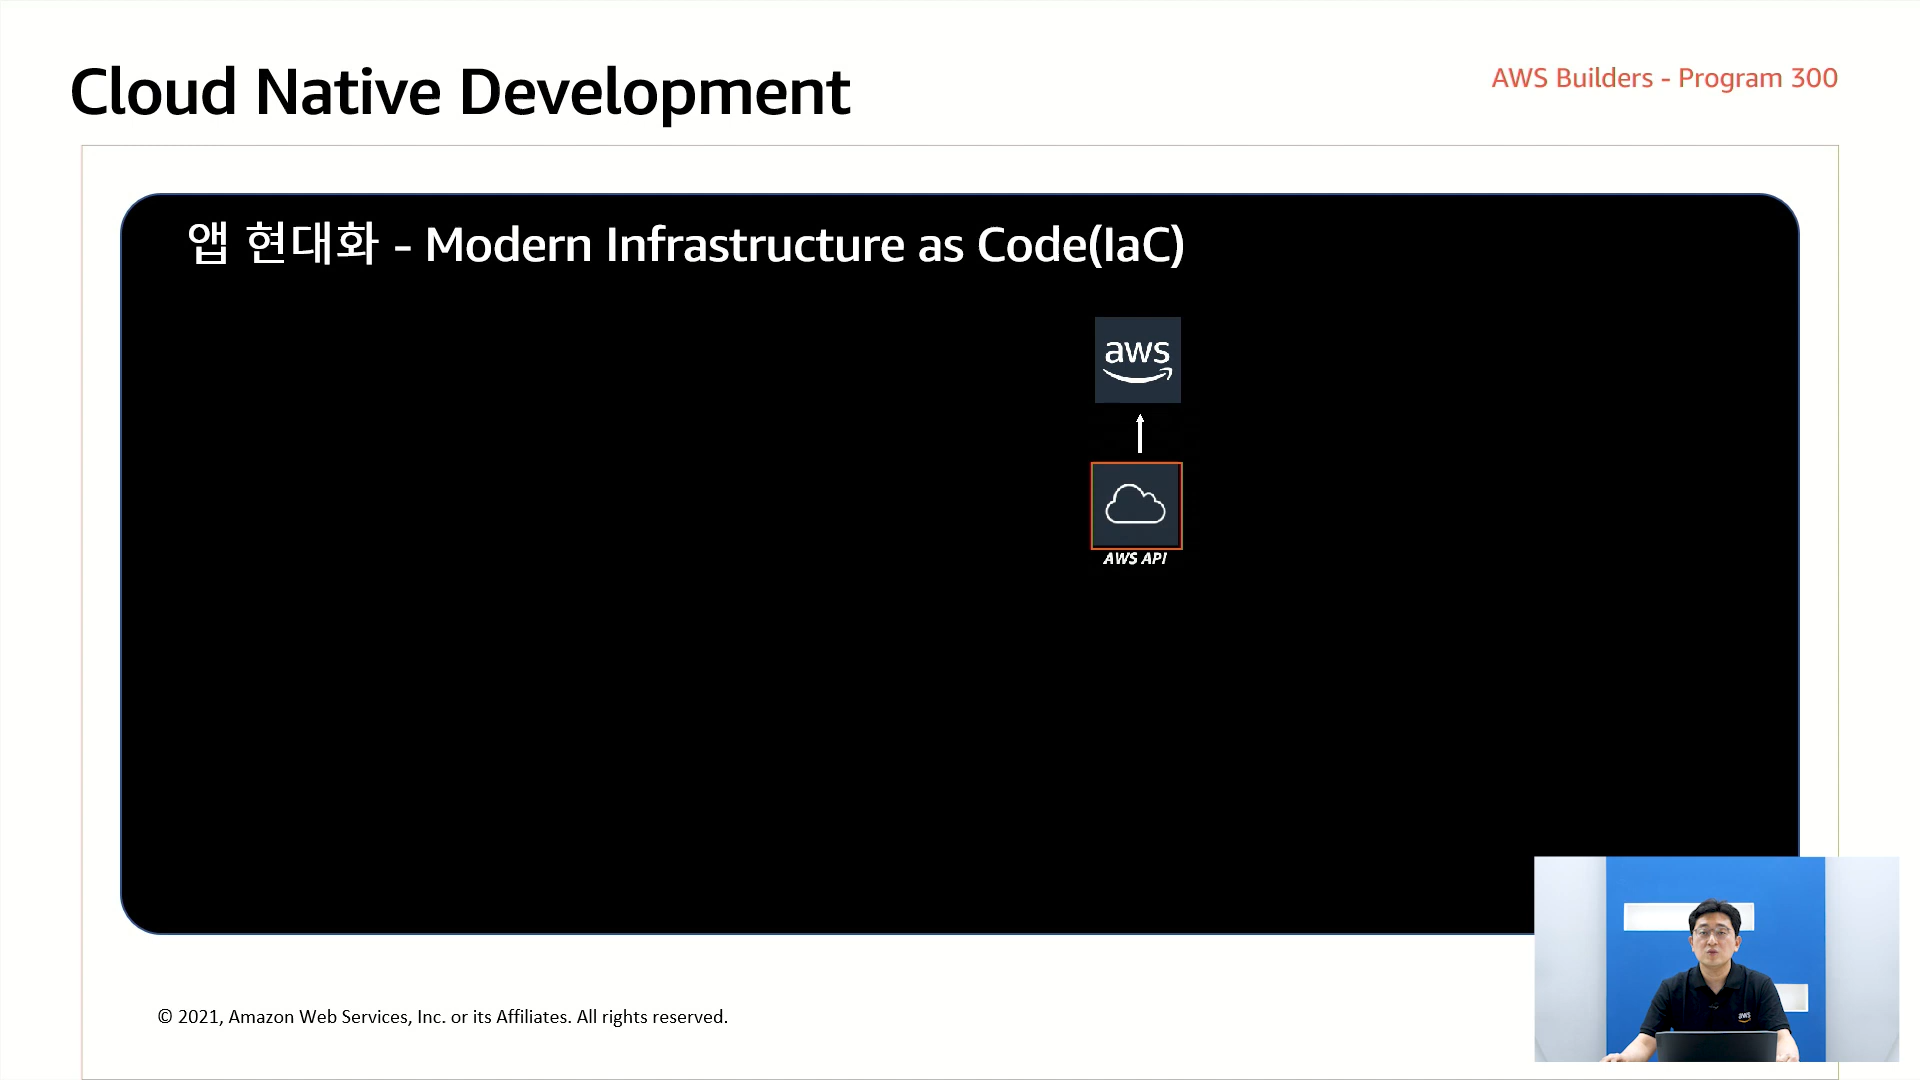 Cloud Native Development
AWS Builders - Program 300
앱 현대화 - Modern Infrastructure as Code(IaC)
aws
AWS API
© 2021, Amazon Web Services, Inc. or its Affiliates. All rights reserved.
aws